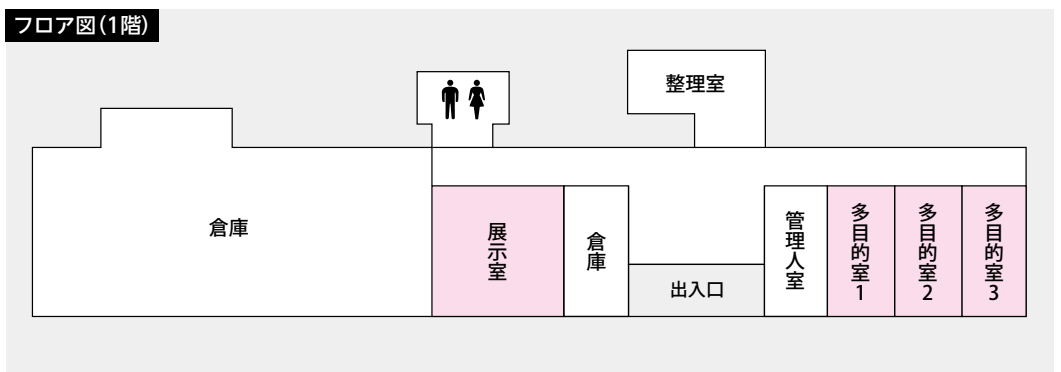 フロア図(1階)
整理室
倉庫
展示室
倉庫
出入口
管理人室
多目的室1
多目的室2
多目的室3